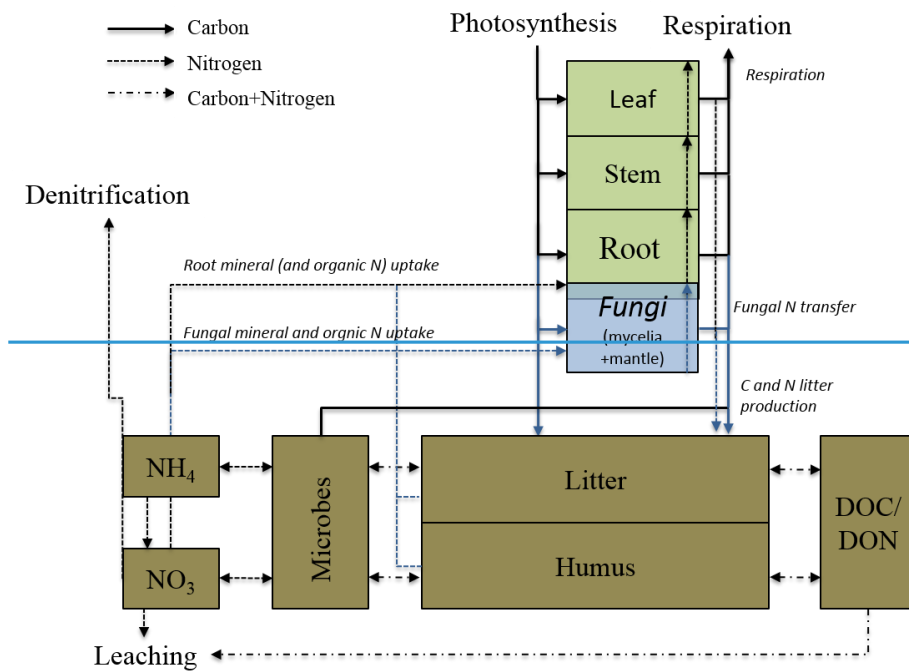 Photosynthesis
Respiration
Carbon
Nitrogen
Carbon+Nitrogen
Respiration
Leaf
Denitrification
Stem
Root
Root mineral (and organic N) uptake
Fungi
(mycelia
+mantle)
Fungal N transfer
Fungal mineral and orgnic N uptake
C and N litter
production
NH4
Microbes
Litter
DOC/
DON
NO3
Humus
Leaching